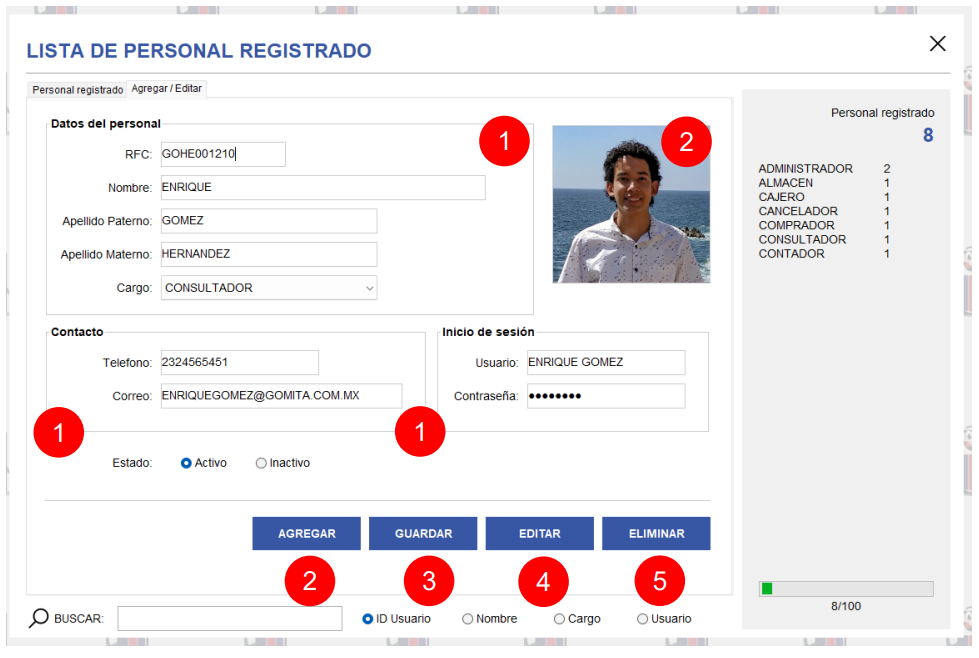 LISTA DE PERSONAL REGISTRADO
Personal registrado Agregar / Editar
Datos del personal
1
2
RFC: GOHE001210
Nombre: ENRIQUE
Apellido Paterno: GOMEZ
Apellido Materno: HERNANDEZ
Cargo: CONSULTADOR
Contacto
Telefono: 2324565451
Correo: ENRIQUEGOMEZ@GOMITA.COM.MX
1
Inicio de sesión
Usuario: ENRIQUE GOMEZ
Contraseña: ●●●●●●●●
1
Estado: Activo Inactivo
AGREGAR GUARDAR EDITAR ELIMINAR
2 3 4 5
BUSCAR: ID Usuario Nombre Cargo Usuario
Personal registrado
8
ADMINISTRADOR 2
ALMACEN 1
CAJERO 1
CANCELADOR 1
COMPRADOR 1
CONSULTADOR 1
CONTADOR 1
8/100